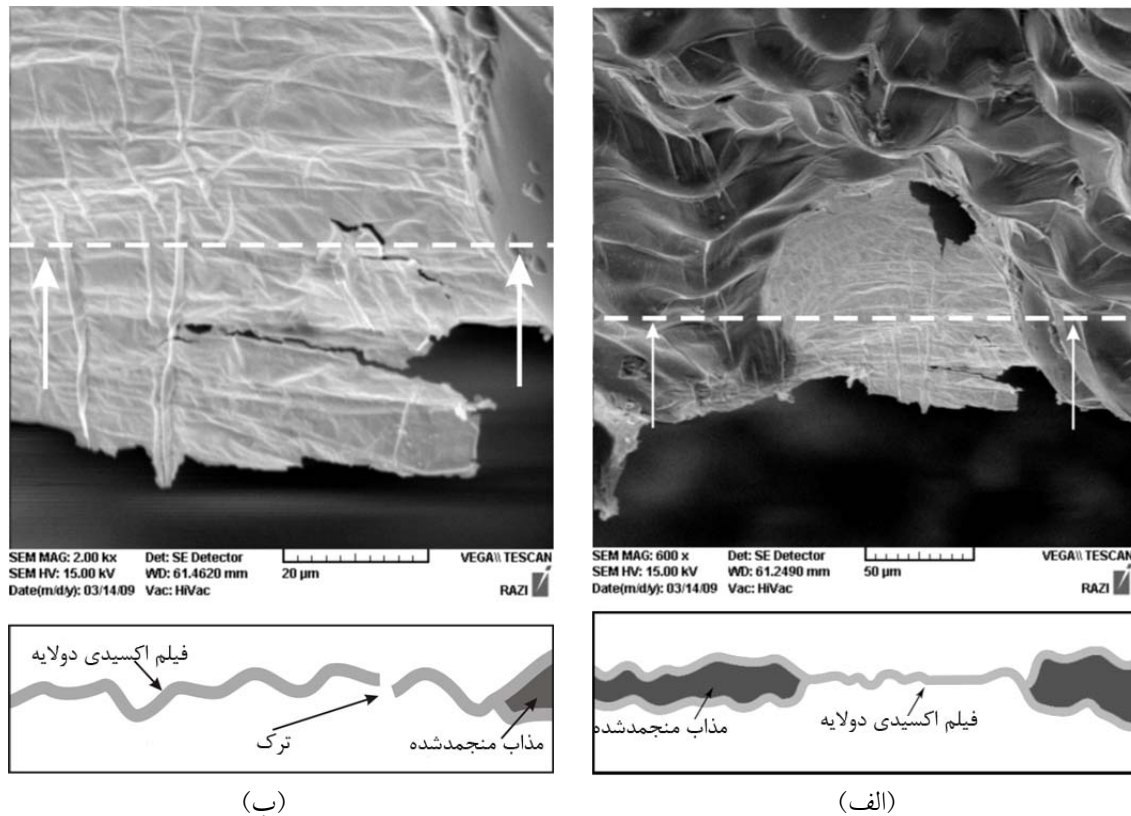 SEM MAG: 2.00 kx Det: SE Detector
SEM HV: 15.00 kV WD: 61.4620 mm 20 µm VEGA\\ TESCAN
Date(m/d/y): 03/14/09 Vac: HiVac RAZI
SEM MAG: 600 x Det: SE Detector
SEM HV: 15.00 kV WD: 61.2490 mm 50 µm VEGA\\ TESCAN
Date(m/d/y): 03/14/09 Vac: HiVac RAZI
فیلم اکسیدی دولایه
ترک
مذاب منجمدشده
مذاب منجمدشده
فیلم اکسیدی دولایه
(الف)
(ب)